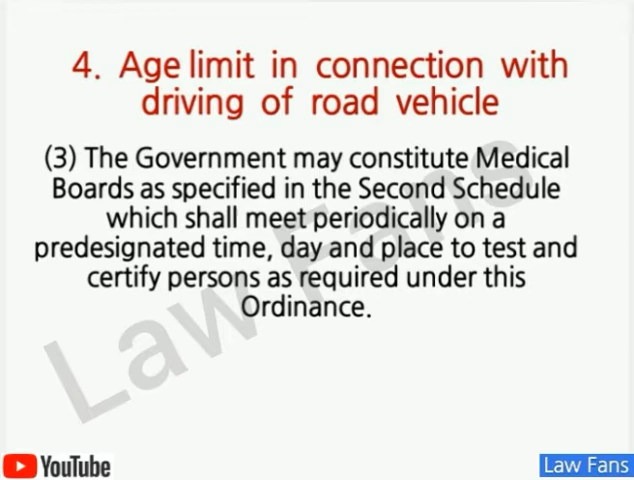 4. Age limit in connection with
driving of road vehicle
(3) The Government may constitute Medical
Boards as specified in the Second Schedule
which shall meet periodically on a
predesignated time, day and place to test and
certify persons as required under this
Ordinance.
Law Fans
YouTube
Law Fans